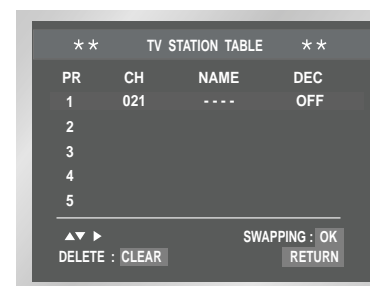 ** TV STATION TABLE **
PR CH NAME DEC
1 021 ---- OFF
2
3
4
5
▲▼ ▶ SWAPPING : OK
DELETE : CLEAR RETURN